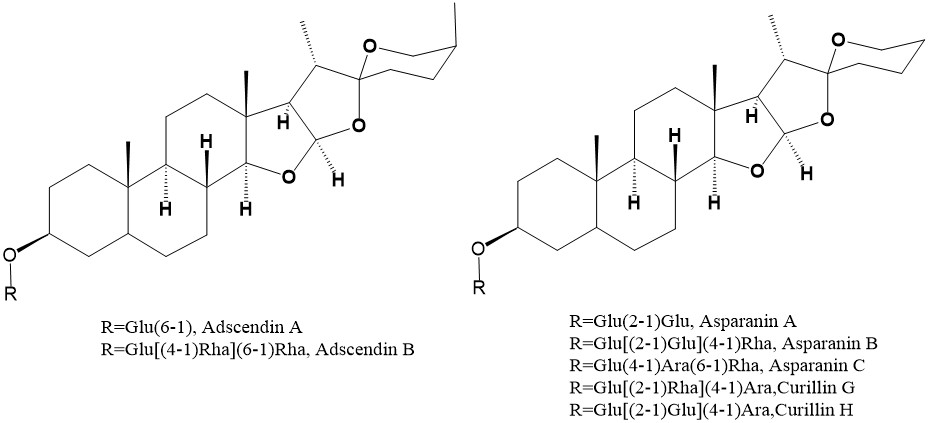 O
O
H
H
O
H
H
H
O
R
R=Glu(6-1), Adscendin A
R=Glu[(4-1)Rha](6-1)Rha, Adscendin B
O
O
H
H
O
H
H
H
O
R
R=Glu(2-1)Glu, Asparanin A
R=Glu[(2-1)Glu](4-1)Rha, Asparanin B
R=Glu(4-1)Ara(6-1)Rha, Asparanin C
R=Glu[(2-1)Rha](4-1)Ara,Curillin G
R=Glu[(2-1)Glu](4-1)Ara,Curillin H